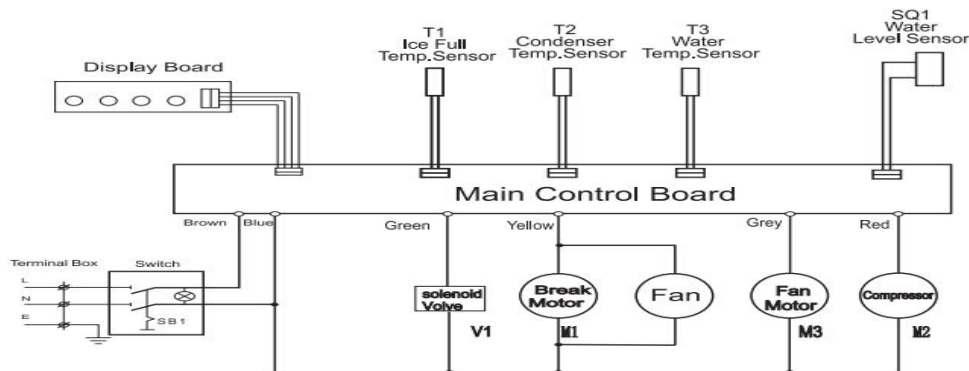 T1
Ice Full
Temp.Sensor
T2
Condenser
Temp.Sensor
T3
Water
Temp.Sensor
SQ1
Water
Level Sensor
Display Board
Main Control Board
Brown
Blue
Green
Yellow
Grey
Red
Terminal Box
Switch
L
N
E
SB1
solenoid
Volve
V1
Break
Motor
M1
Fan
Fan
Motor
M3
Compressor
M2